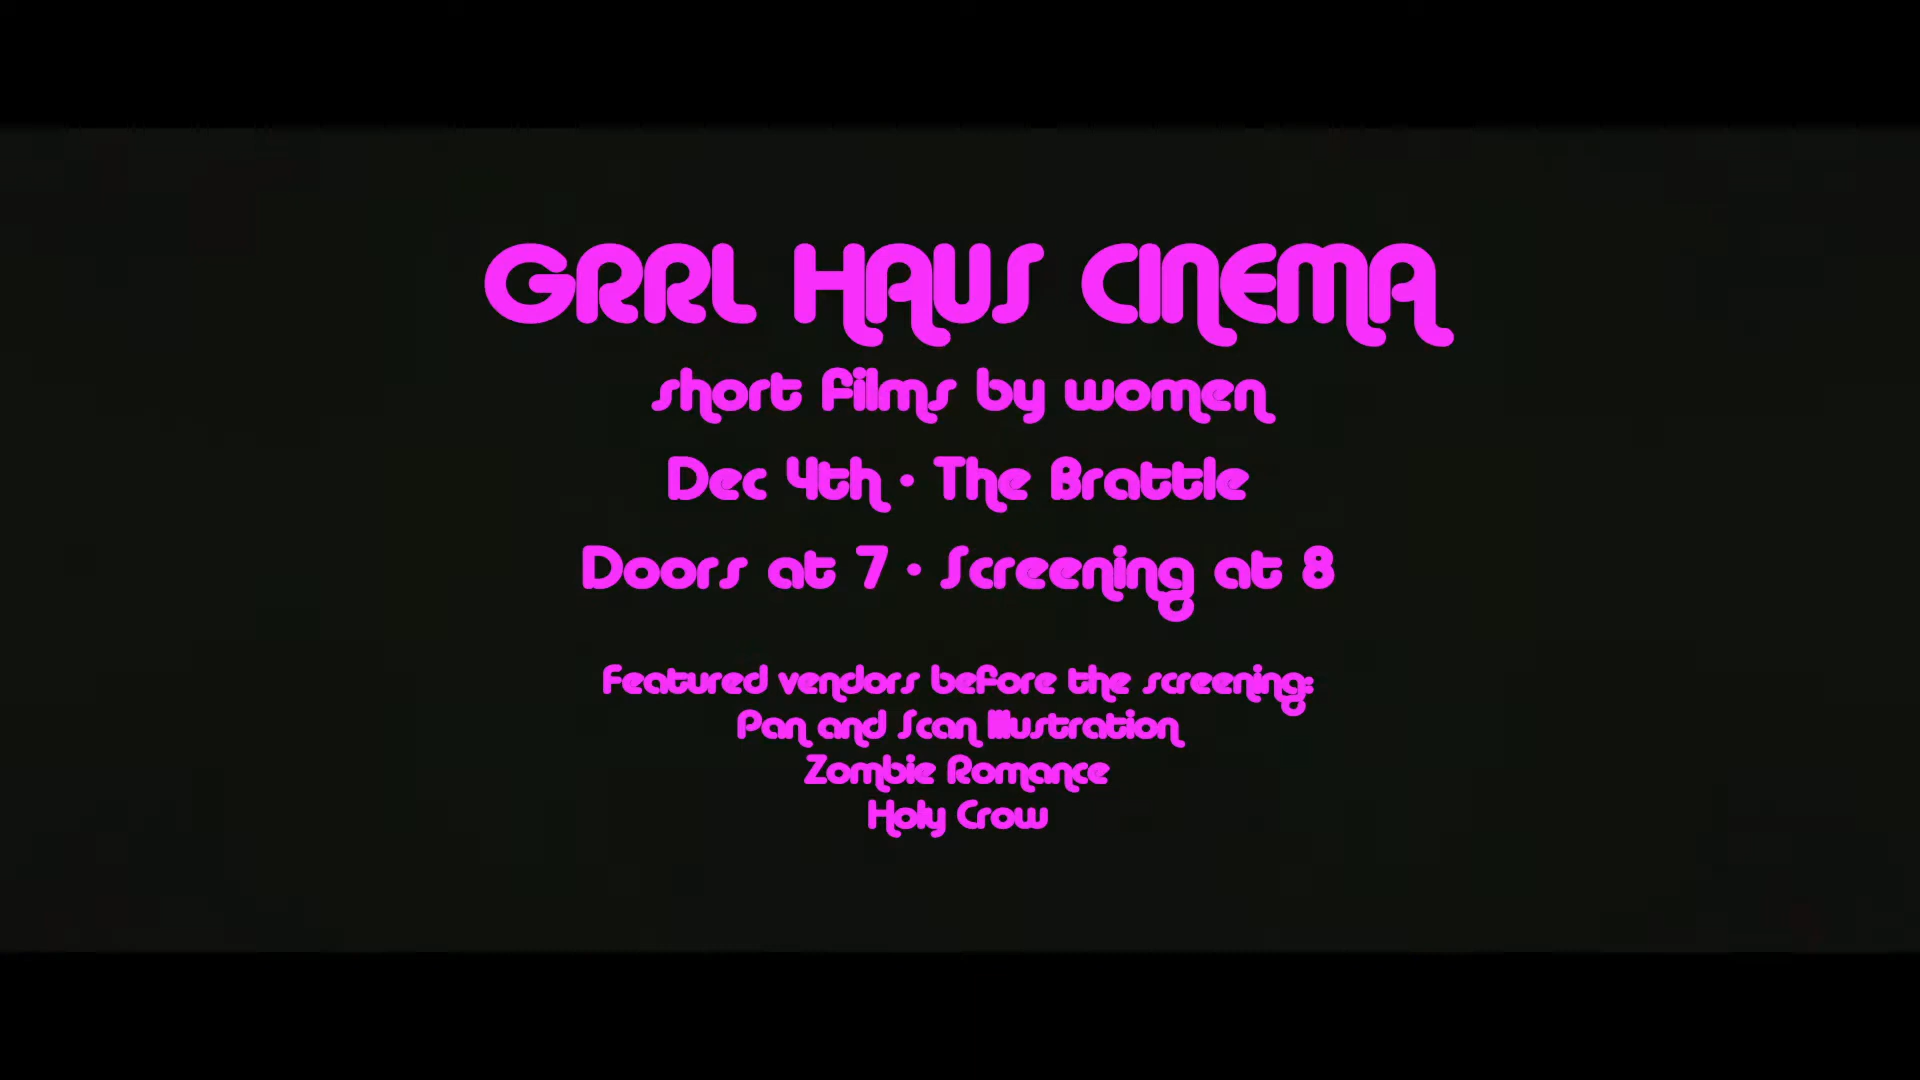 GRRL HAUS CINEMA
short films by women
Dec 4th • The Brattle
Doors at 7 • Screening at 8
Featured vendors before the screening:
Pan and Scan Illustration
Zombie Romance
Holy Crow